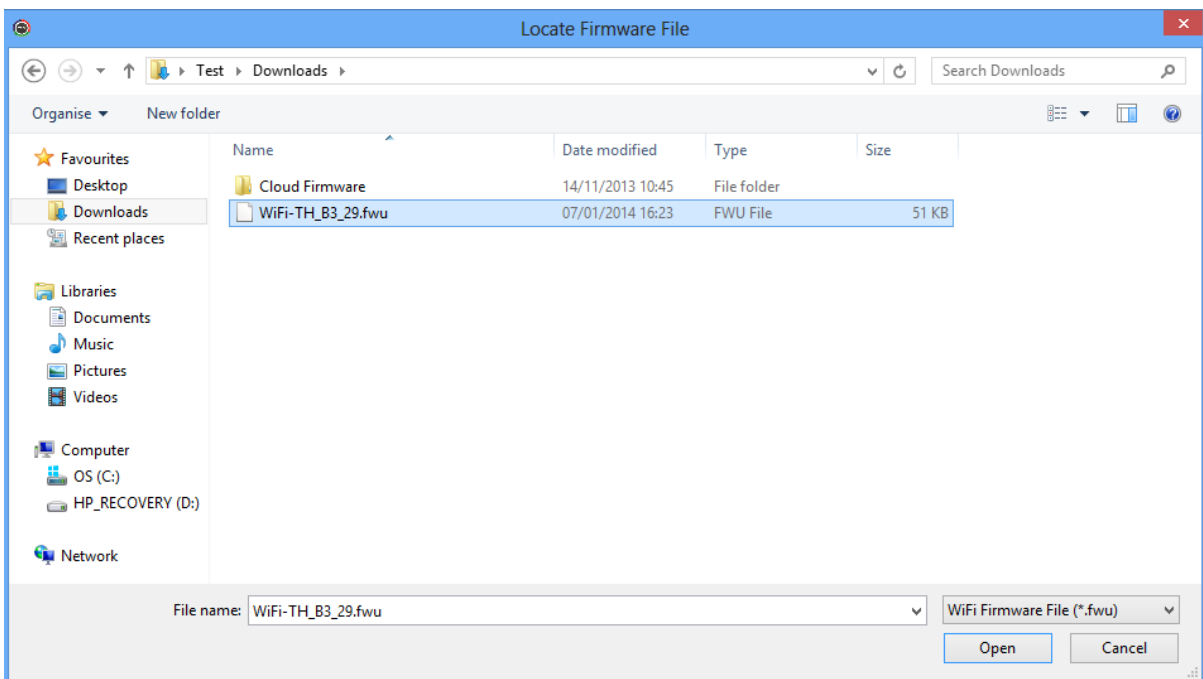 Locate Firmware File
Test Downloads
Search Downloads
Organise New folder
Favourites
Desktop
Downloads
Recent places
Libraries
Documents
Music
Pictures
Videos
Computer
OS (C:)
HP_RECOVERY (D:)
Network
Name Date modified Type Size
Cloud Firmware 14/11/2013 10:45 File folder
WiFi-TH_B3_29.fwu 07/01/2014 16:23 FWU File 51 KB
File name: WiFi-TH_B3_29.fwu WiFi Firmware File (*.fwu)
Open Cancel